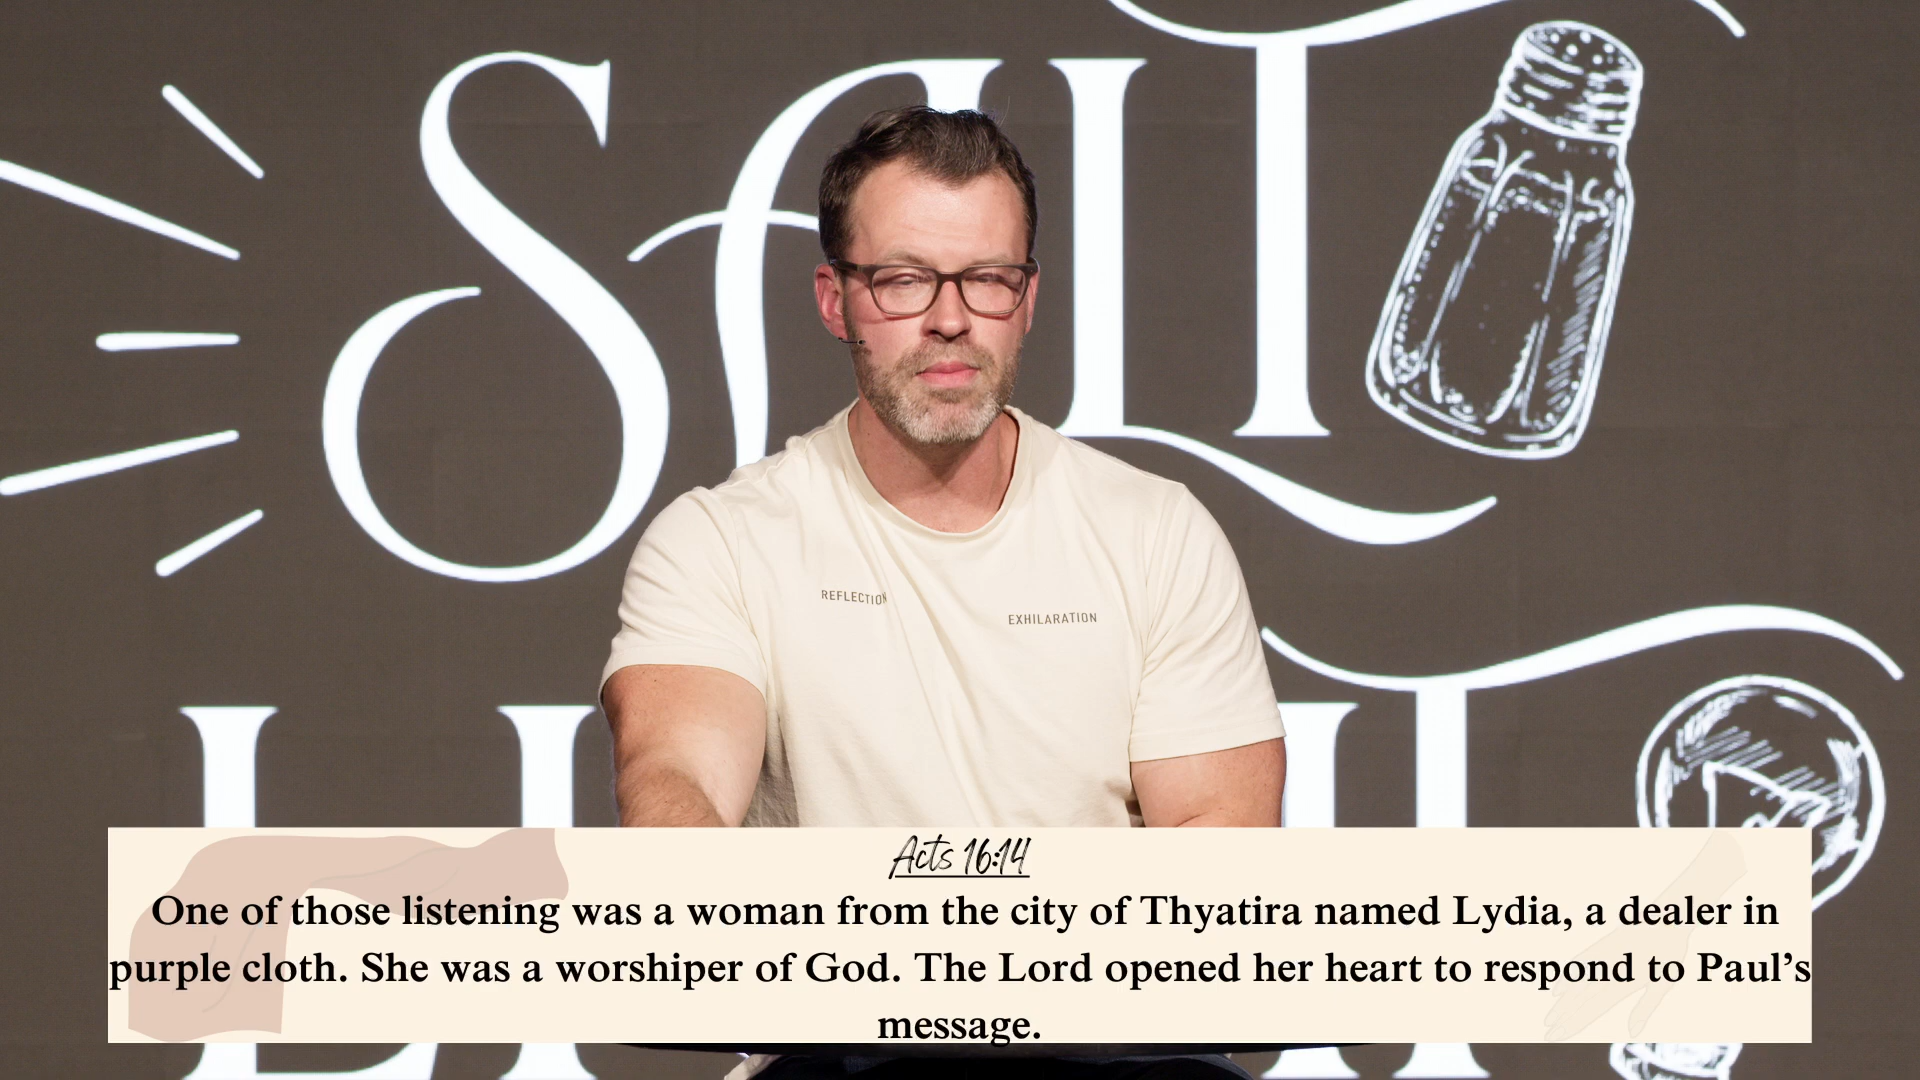 SALT
REFLECTION
EXHILARATION
Acts 16:14
One of those listening was a woman from the city of Thyatira named Lydia, a dealer in
purple cloth. She was a worshiper of God. The Lord opened her heart to respond to Paul’s
message.